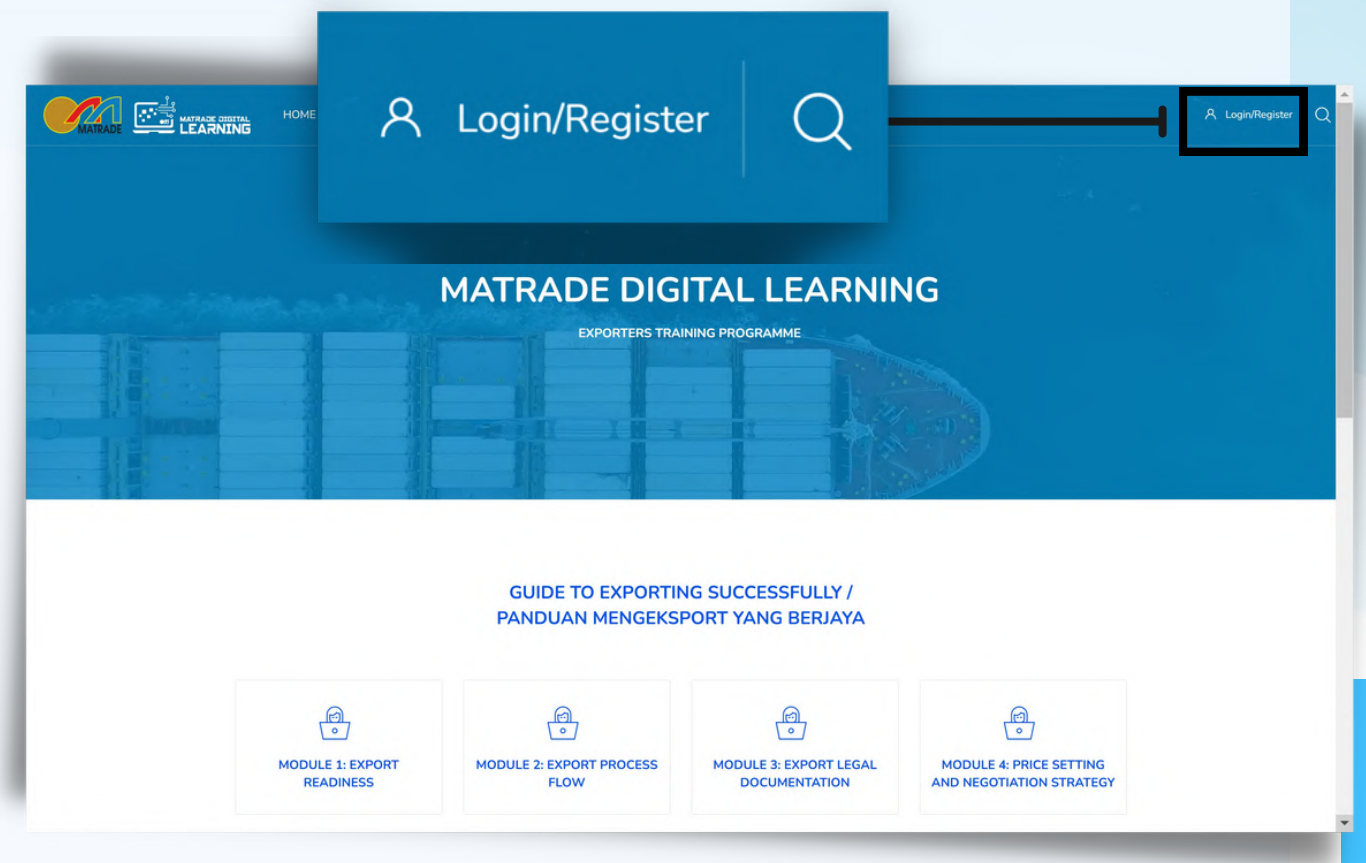 MATRADE
MATRADE DIGITAL
LEARNING
HOME
Login/Register
Login/Register
MATRADE DIGITAL LEARNING
EXPORTERS TRAINING PROGRAMME
GUIDE TO EXPORTING SUCCESSFULLY /
PANDUAN MENGEKSPORT YANG BERJAYA
MODULE 1: EXPORT
READINESS
MODULE 2: EXPORT PROCESS
FLOW
MODULE 3: EXPORT LEGAL
DOCUMENTATION
MODULE 4: PRICE SETTING
AND NEGOTIATION STRATEGY